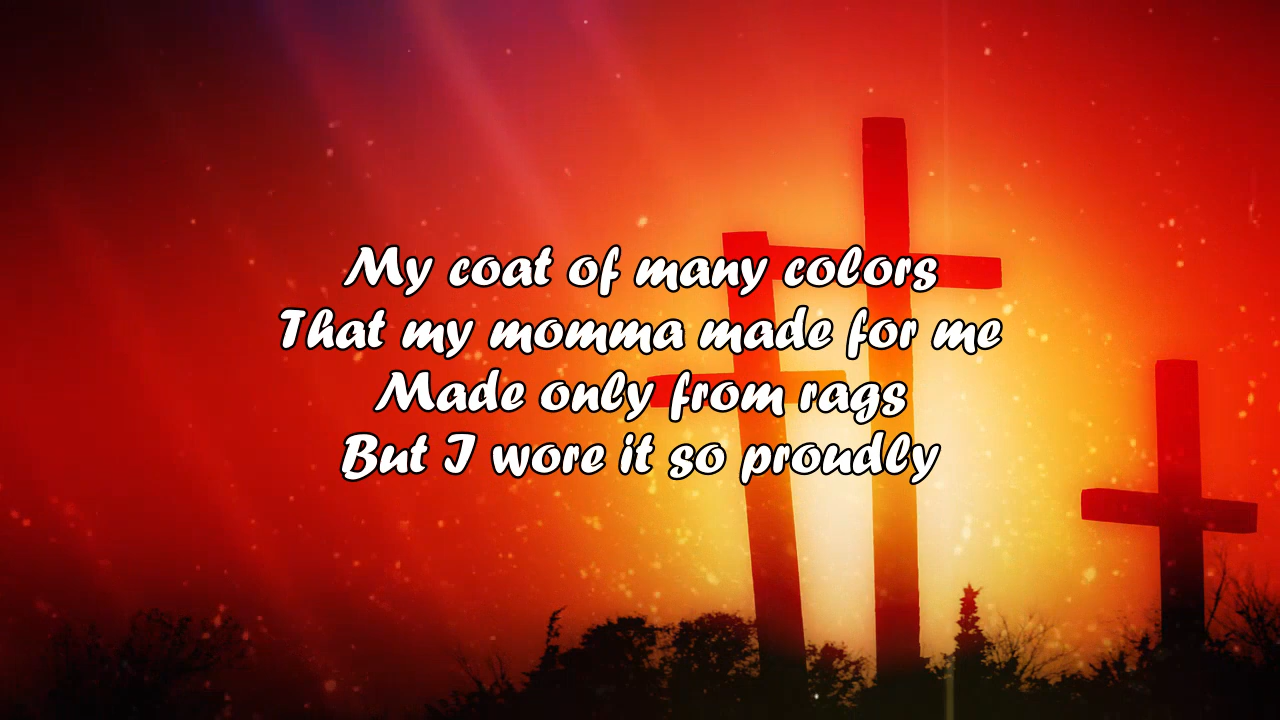 My coat of many colors
That my momma made for me
Made only from rags
But I wore it so proudly